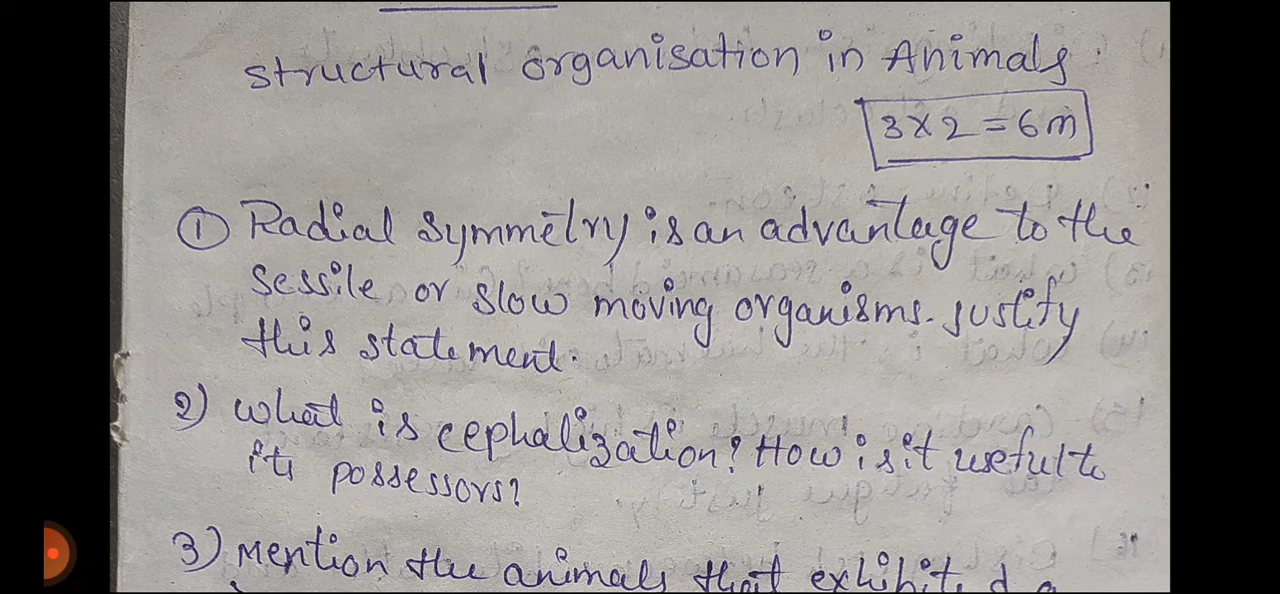 structural organisation in Animals.
3x2=6m
① Radial symmetry is an advantage to the
sessile or slow moving organisms. justify
this statement.
2) what is cephalization? How is it useful to
its possessors?
3) Mention the animals that exhibited a